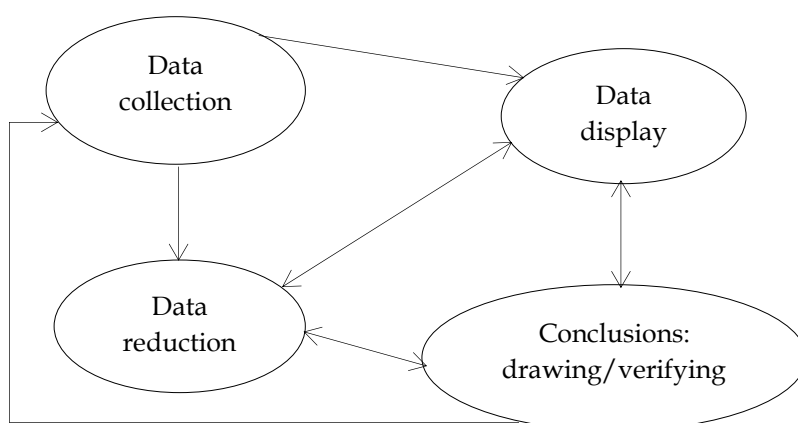 Data
collection
Data
display
Data
reduction
Conclusions:
drawing/verifying